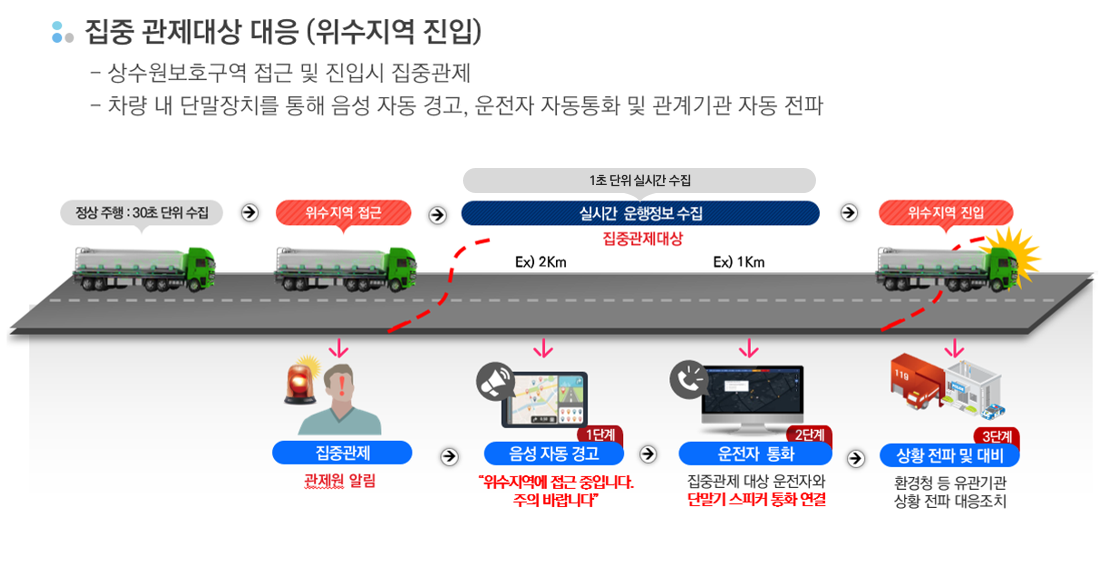 집중 관제대상 대응 (위수지역 진입)
– 상수원보호구역 접근 및 진입시 집중관제
– 차량 내 단말장치를 통해 음성 자동 경고, 운전자 자동통화 및 관계기관 자동 전파
1초 단위 실시간 수집
정상 주행 : 30초 단위 수집
위수지역 접근
실시간 운행정보 수집
위수지역 진입
집중관제대상
Ex) 2Km
Ex) 1Km
119
집중관제
관제원 알림
1단계
음성 자동 경고
“위수지역에 접근 중입니다.
주의 바랍니다”
2단계
운전자 통화
집중관제 대상 운전자와
단말기 스피커 통화 연결
3단계
상황 전파 및 대비
환경청 등 유관기관
상황 전파 대응조치